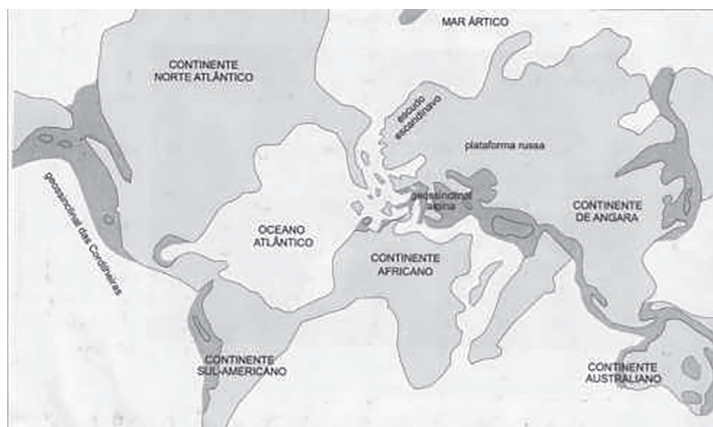 MAR ÁRTICO
CONTINENTE
NORTE ATLÂNTICO
escudo
escandinavo
plataforma russa
geossinclinal das Cordilheiras
geossinclinal
alpina
CONTINENTE
DE ANGARA
OCEANO
ATLÂNTICO
CONTINENTE
AFRICANO
CONTINENTE
SUL-AMERICANO
CONTINENTE
AUSTRALIANO